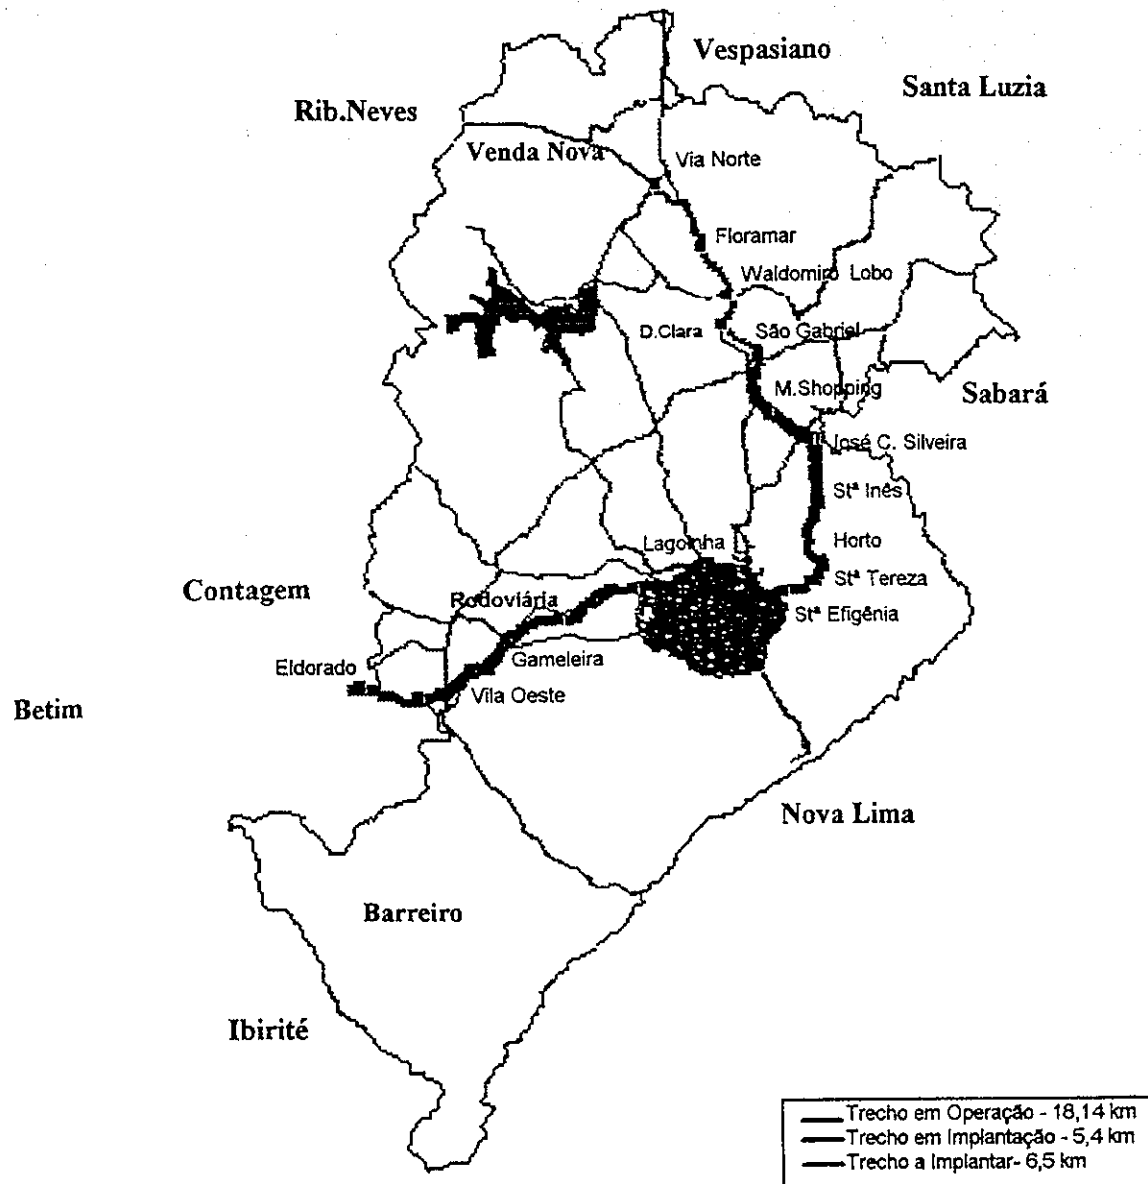 Vespasiano
Santa Luzia
Rib.Neves
Venda Nova
Via Norte
Floramar
Waldomiro Lobo
D.Clara
São Gabriel
M.Shopping
Sabará
José C. Silveira
Stª Inês
Lagoinha
Horto
Stª Tereza
Contagem
Rodoviária
Stª Efigênia
Gameleira
Eldorado
Vila Oeste
Betim
Nova Lima
Barreiro
Ibirité
Trecho em Operação - 18,14 km
Trecho em Implantação - 5,4 km
Trecho a Implantar- 6,5 km